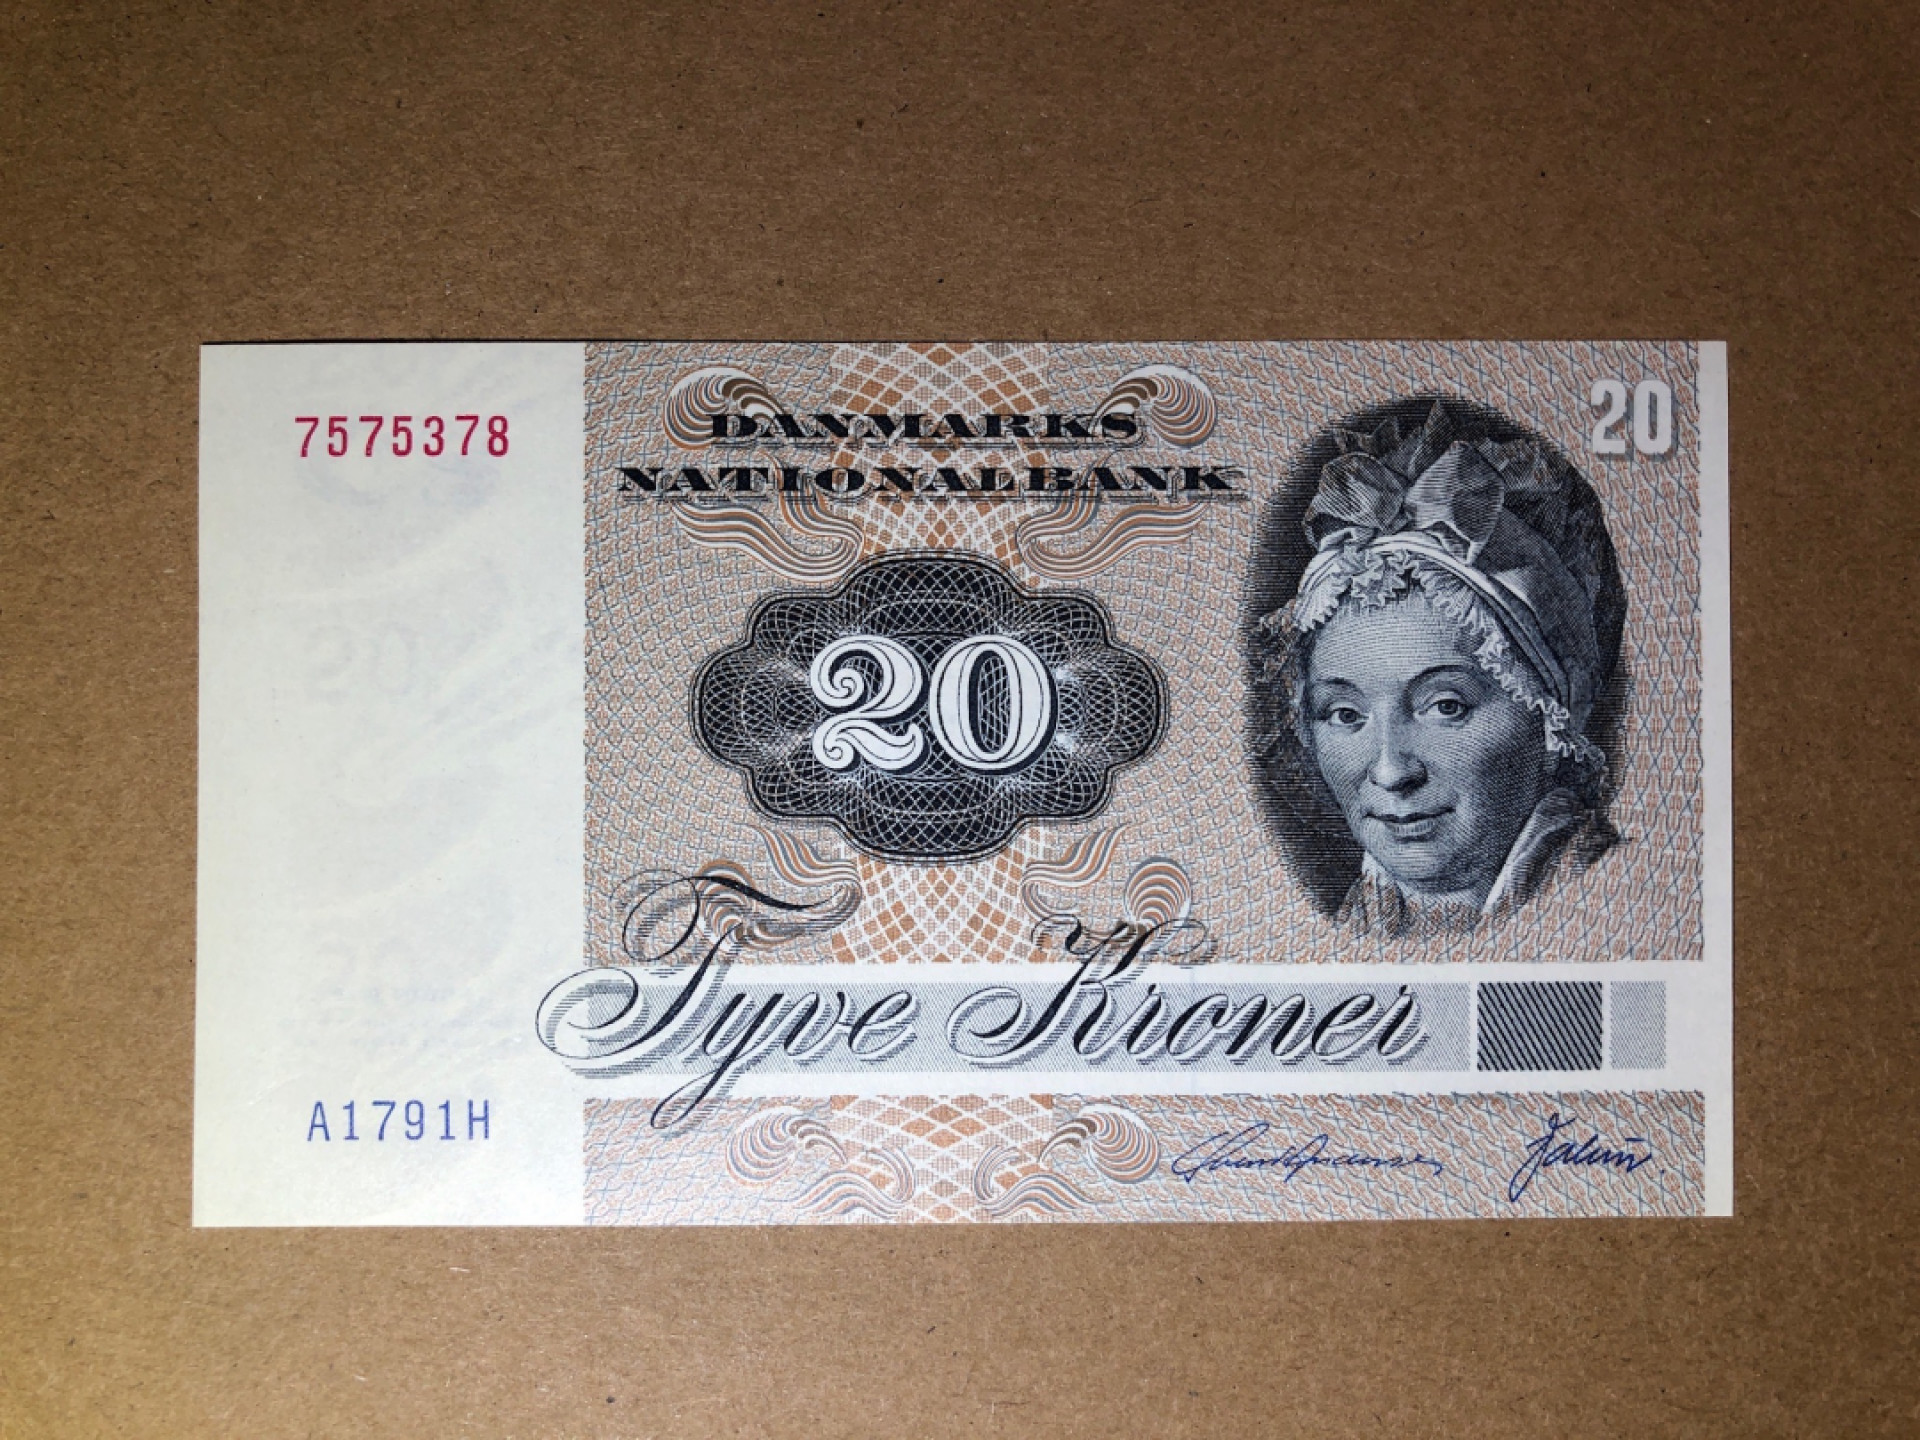 7575378
DANMARKS
NATIONALBANK
20
20
Tyve Kroner
A1791H